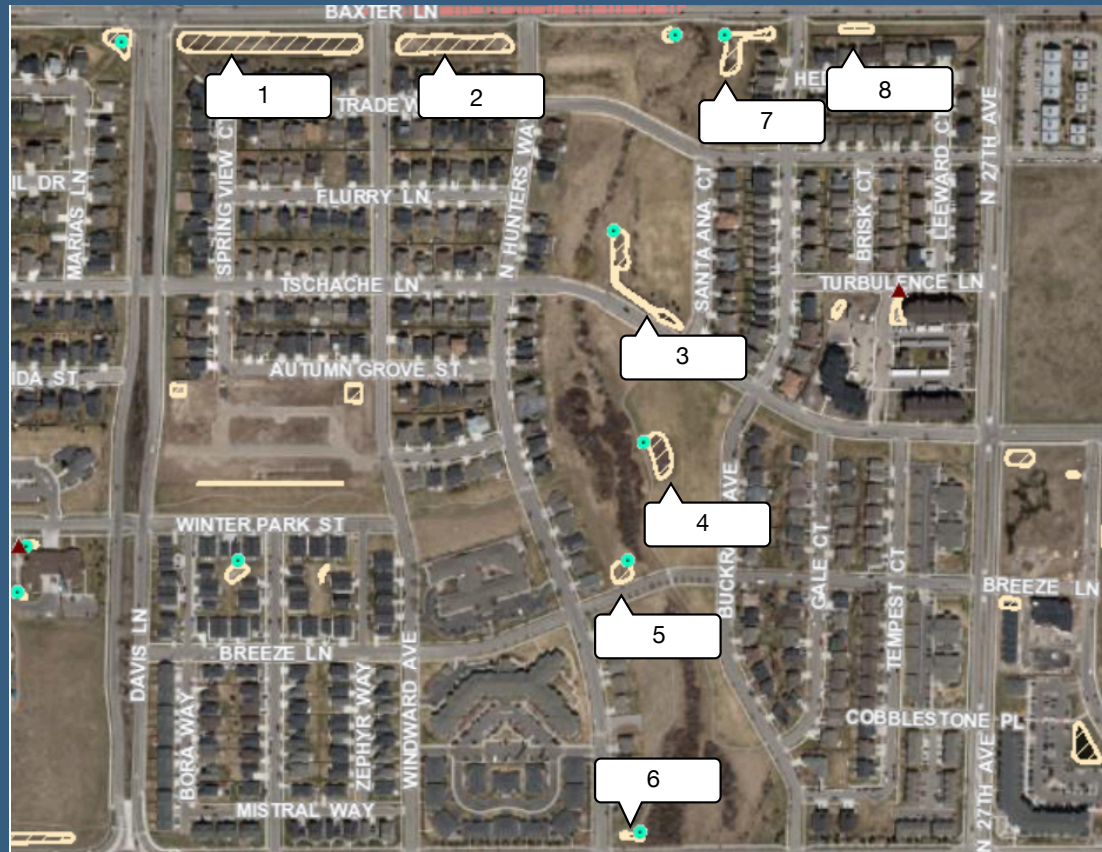 BAXTER LN
1
2
7
8
TRADE W
HE
N HUNTERS WA
N 27TH AVE
IL DR
MARIAS LN
SPRING VIEW CT
FLURRY LN
SANTA ANA CT
BRISK CT
LEEWARD CT
TSCHACHE LN
TURBULENCE LN
3
DA ST
AUTUMN GROVE ST
4
WINTER PARK ST
BUCKRA AVE
GALE CT
TEMPEST CT
BREEZE LN
5
DAVIS LN
BREEZE LN
WINDWARD AVE
BORA WAY
ZEPHYR WAY
COBBLESTONE PL
N 27TH AVE
6
MISTRAL WAY